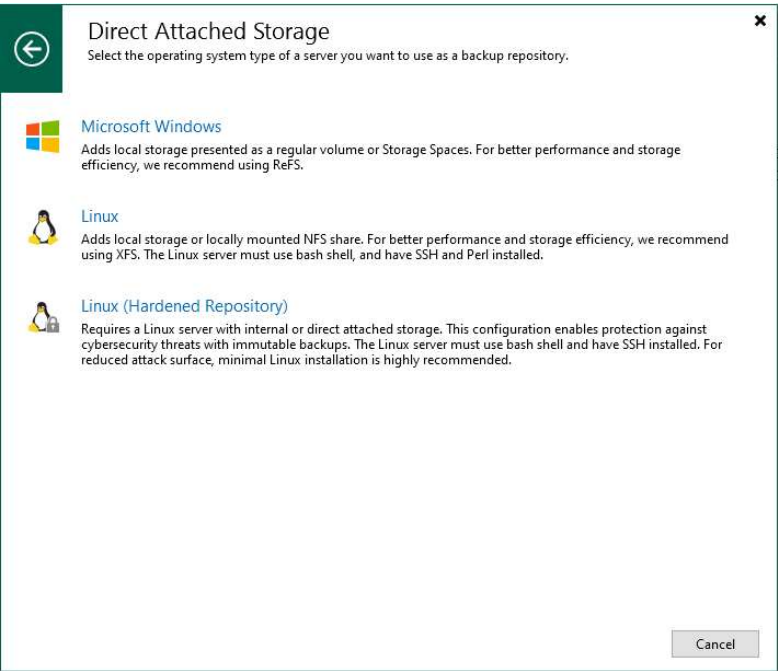 Direct Attached Storage
Select the operating system type of a server you want to use as a backup repository.
Microsoft Windows
Adds local storage presented as a regular volume or Storage Spaces. For better performance and storage
efficiency, we recommend using ReFS.
Linux
Adds local storage or locally mounted NFS share. For better performance and storage efficiency, we recommend
using XFS. The Linux server must use bash shell, and have SSH and Perl installed.
Linux (Hardened Repository)
Requires a Linux server with internal or direct attached storage. This configuration enables protection against
cybersecurity threats with immutable backups. The Linux server must use bash shell and have SSH installed. For
reduced attack surface, minimal Linux installation is highly recommended.
Cancel